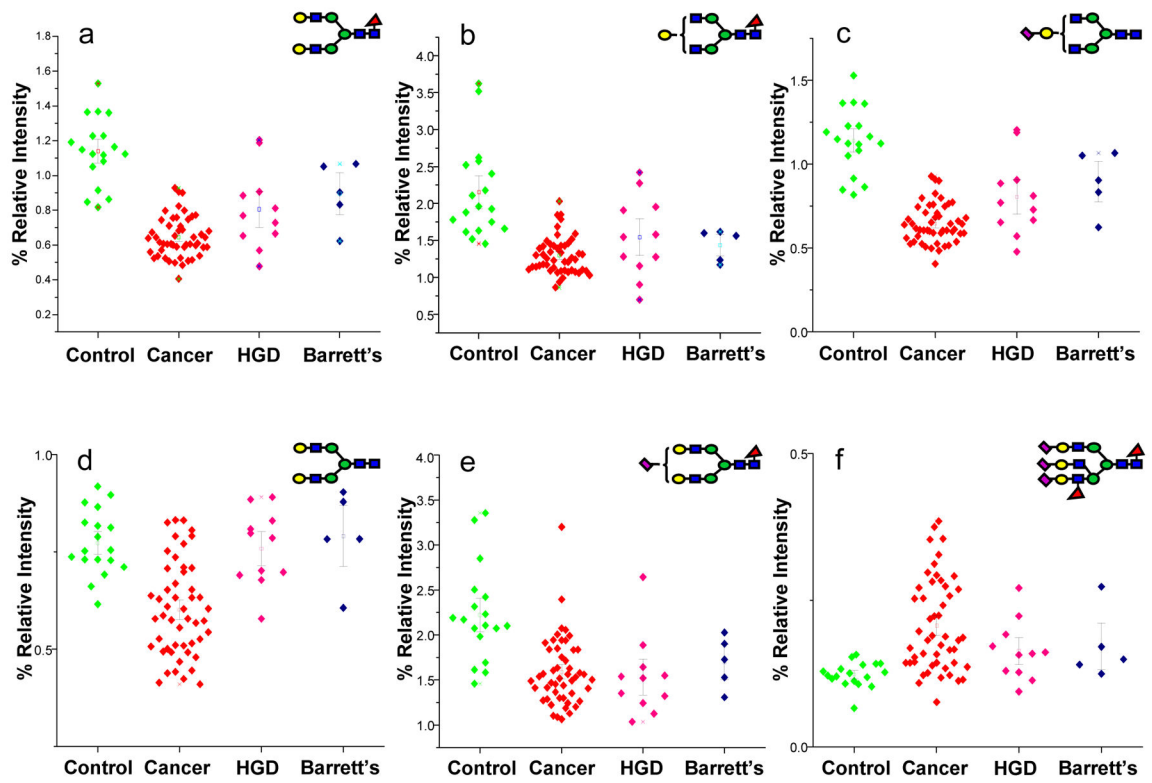 a
% Relative Intensity
1.8
1.6
1.4
1.2
1.0
0.8
0.6
0.4
0.2
Control Cancer HGD Barrett's
b
% Relative Intensity
4.5
4.0
3.5
3.0
2.5
2.0
1.5
1.0
0.5
Control Cancer HGD Barrett's
c
% Relative Intensity
1.5
1.0
0.5
0.0
Control Cancer HGD Barrett's
d
% Relative Intensity
1.0
0.5
Control Cancer HGD Barrett's
e
% Relative Intensity
4.0
3.5
3.0
2.5
2.0
1.5
1.0
Control Cancer HGD Barrett's
f
% Relative Intensity
0.5
0.0
Control Cancer HGD Barrett's